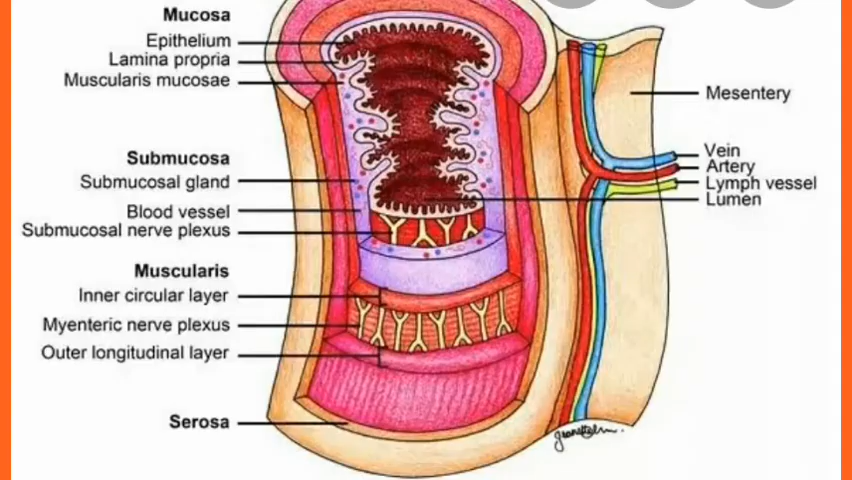 Mucosa
Epithelium
Lamina propria
Muscularis mucosae
Submucosa
Submucosal gland
Blood vessel
Submucosal nerve plexus
Muscularis
Inner circular layer
Myenteric nerve plexus
Outer longitudinal layer
Serosa
Mesentery
Vein
Artery
Lymph vessel
Lumen